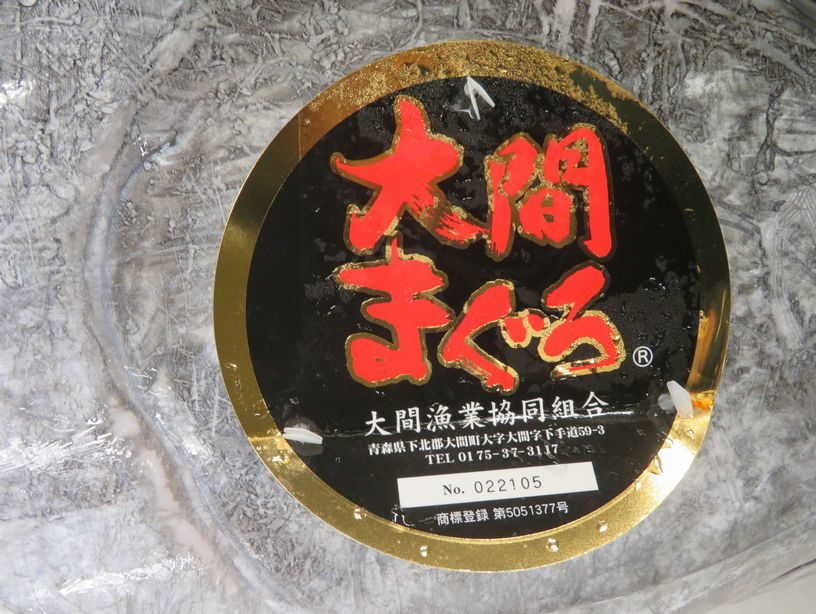 大間
まぐろ®
大間漁業協同組合
青森県下北郡大間町大字大間字下手道59-3
TEL 0175-37-3117
No. 022105
商標登録 第5051377号